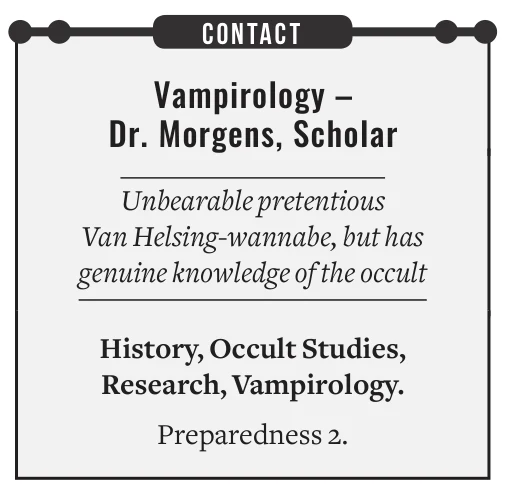 CONTACT
Vampirology –
Dr. Morgens, Scholar
Unbearable pretentious
Van Helsing-wannabe, but has
genuine knowledge of the occult
History, Occult Studies,
Research, Vampirology.
Preparedness 2.